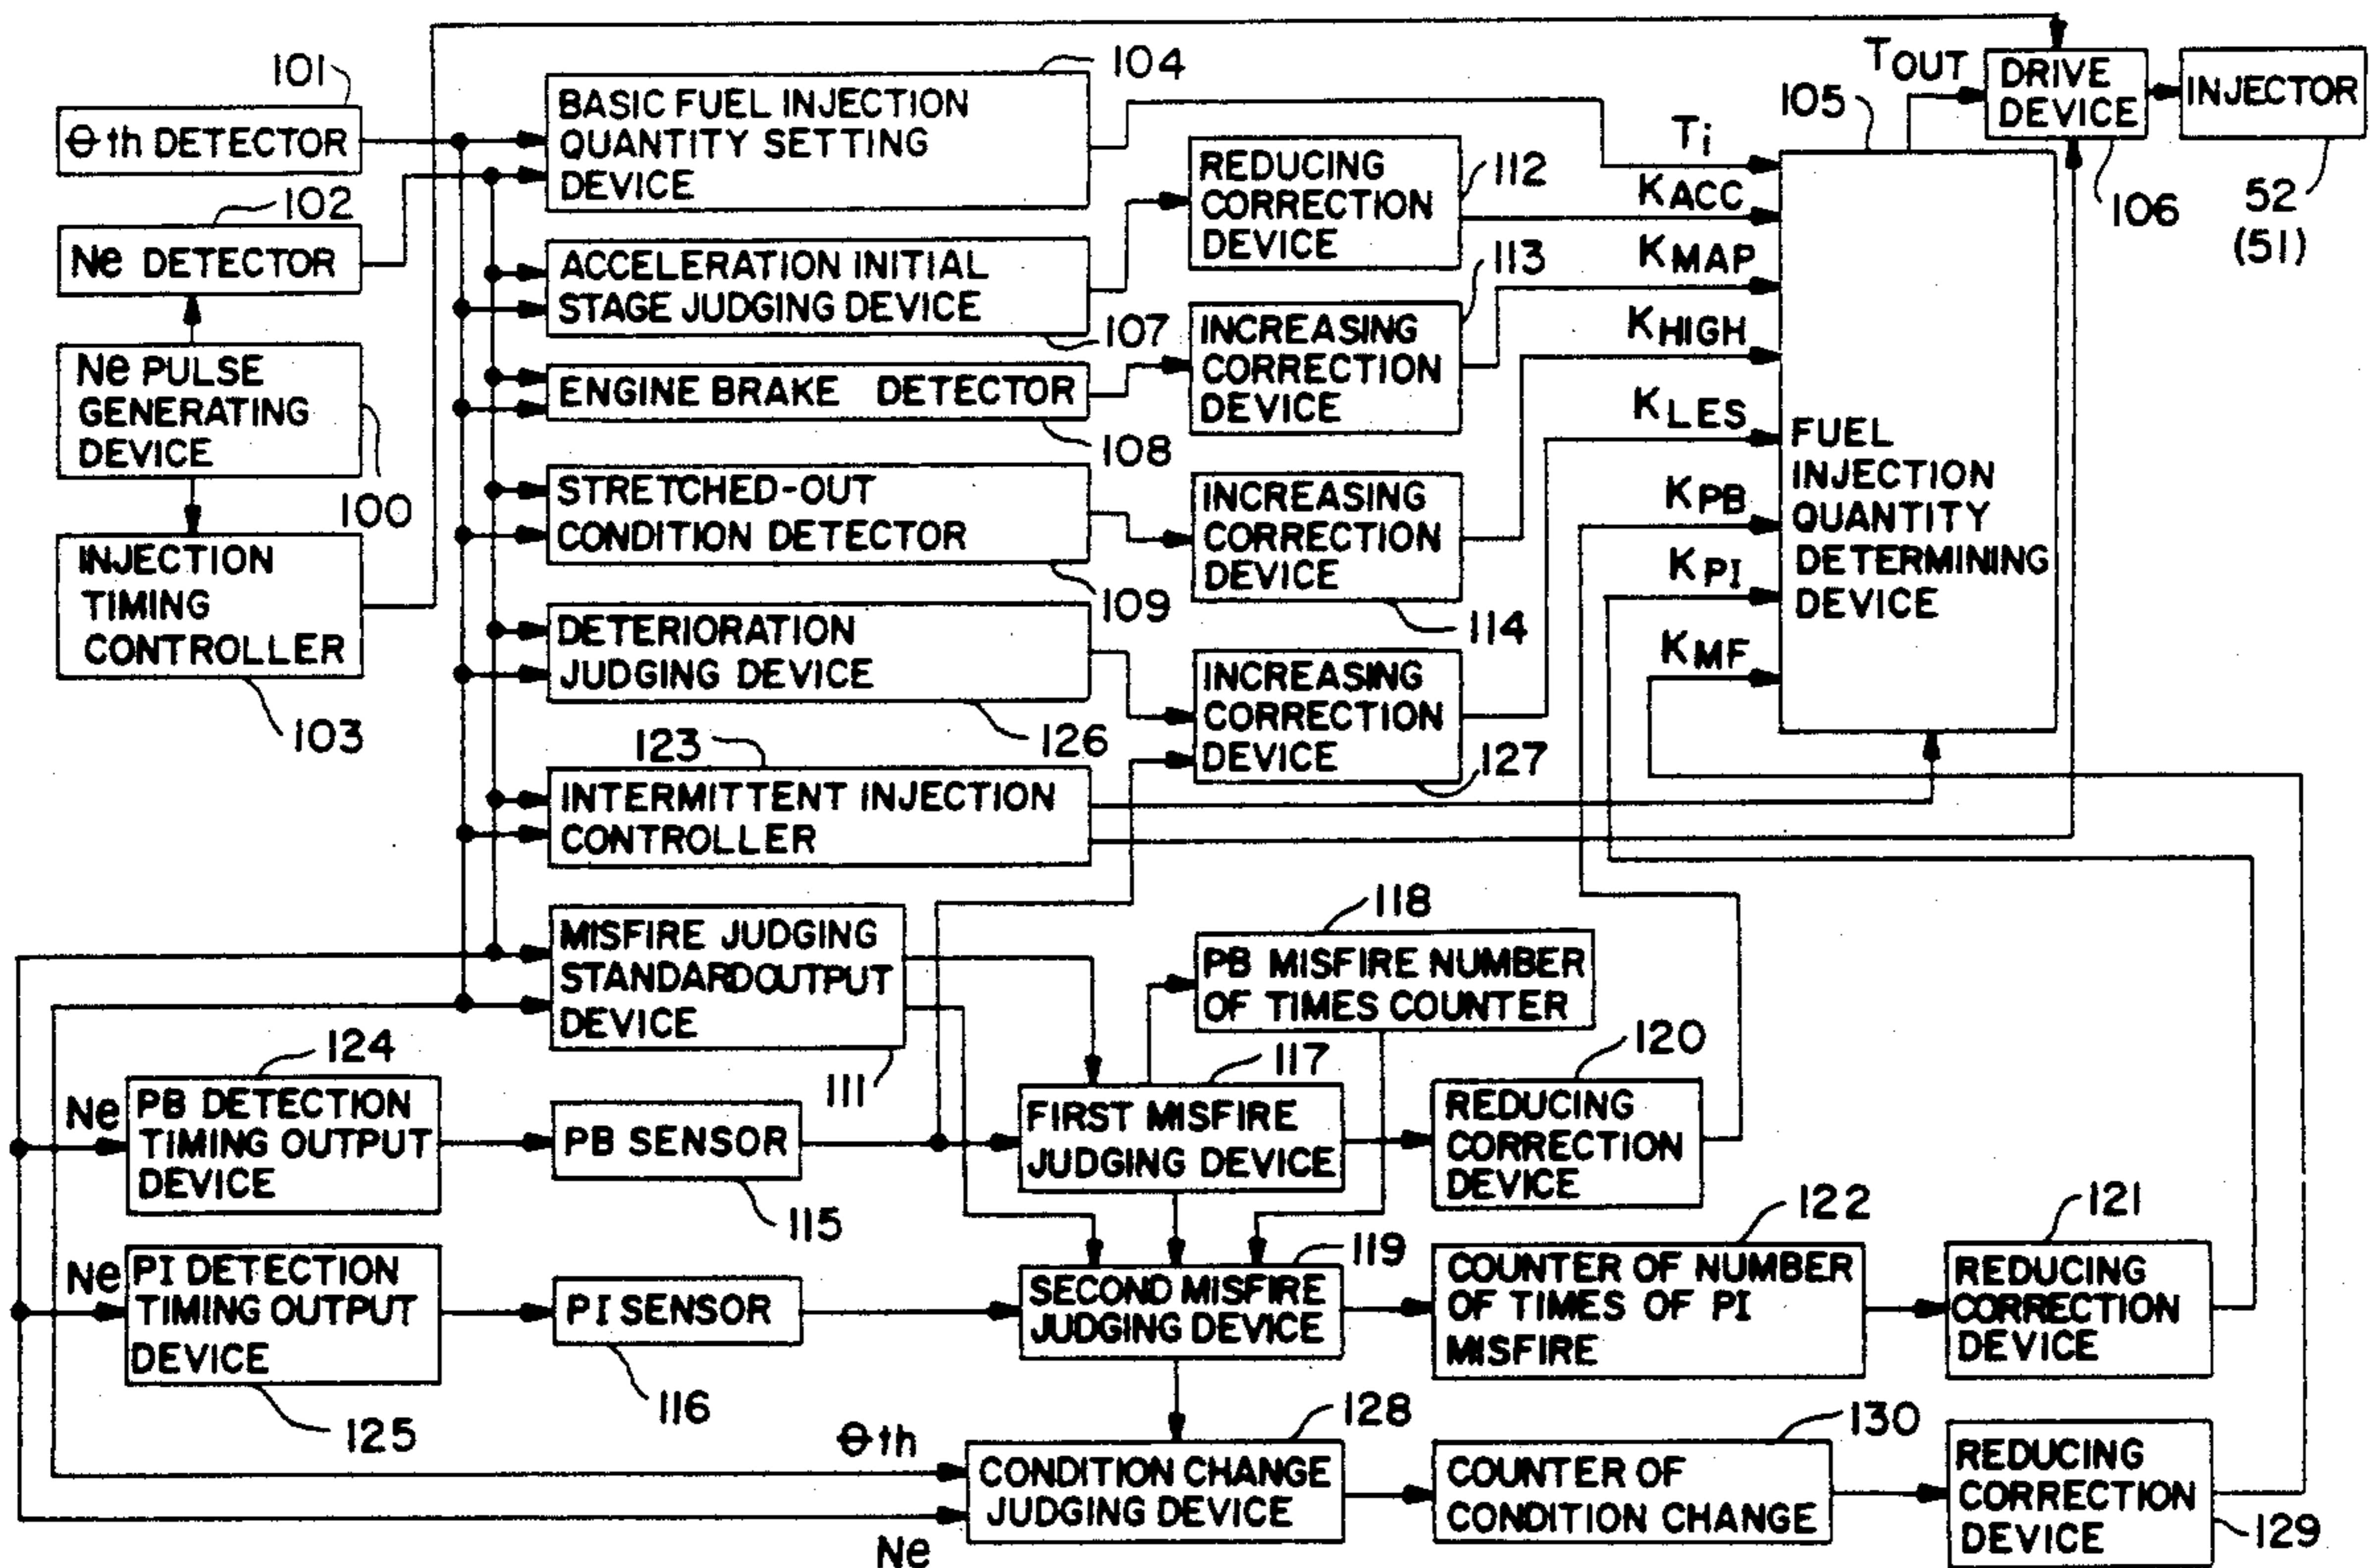 101
θth DETECTOR
102
Ne DETECTOR
Ne PULSE
GENERATING
DEVICE
100
INJECTION
TIMING
CONTROLLER
103
104
BASIC FUEL INJECTION
QUANTITY SETTING
DEVICE
ACCELERATION INITIAL
STAGE JUDGING DEVICE
107
ENGINE BRAKE DETECTOR
108
STRETCHED-OUT
CONDITION DETECTOR
109
DETERIORATION
JUDGING DEVICE
126
123
INTERMITTENT INJECTION
CONTROLLER
REDUCING
CORRECTION
DEVICE
112
INCREASING
CORRECTION
DEVICE
113
INCREASING
CORRECTION
DEVICE
114
INCREASING
CORRECTION
DEVICE
127
Ti
KACC
KMAP
KHIGH
KLES
KPB
KPI
KMF
105
FUEL
INJECTION
QUANTITY
DETERMINING
DEVICE
TOUT
DRIVE
DEVICE
106
INJECTOR
52
(51)
MISFIRE JUDGING
STANDARD OUTPUT
DEVICE
111
118
PB MISFIRE NUMBER
OF TIMES COUNTER
124
Ne
PB DETECTION
TIMING OUTPUT
DEVICE
PB SENSOR
115
117
FIRST MISFIRE
JUDGING DEVICE
120
REDUCING
CORRECTION
DEVICE
Ne
PI DETECTION
TIMING OUTPUT
DEVICE
125
PI SENSOR
116
119
SECOND MISFIRE
JUDGING DEVICE
122
COUNTER OF NUMBER
OF TIMES OF PI
MISFIRE
121
REDUCING
CORRECTION
DEVICE
θth
Ne
128
CONDITION CHANGE
JUDGING DEVICE
130
COUNTER OF
CONDITION CHANGE
REDUCING
CORRECTION
DEVICE
129